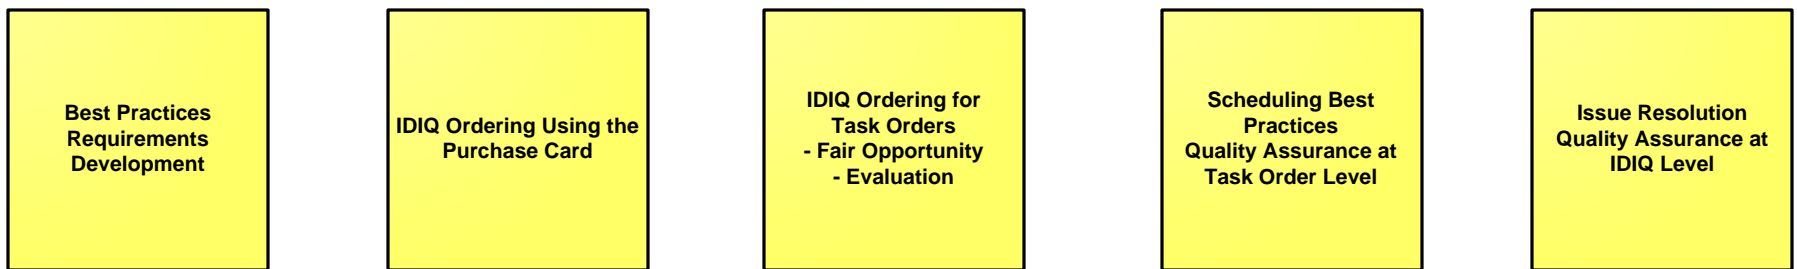 Best Practices
Requirements
Development
IDIQ Ordering Using the
Purchase Card
IDIQ Ordering for
Task Orders
- Fair Opportunity
- Evaluation
Scheduling Best
Practices
Quality Assurance at
Task Order Level
Issue Resolution
Quality Assurance at
IDIQ Level